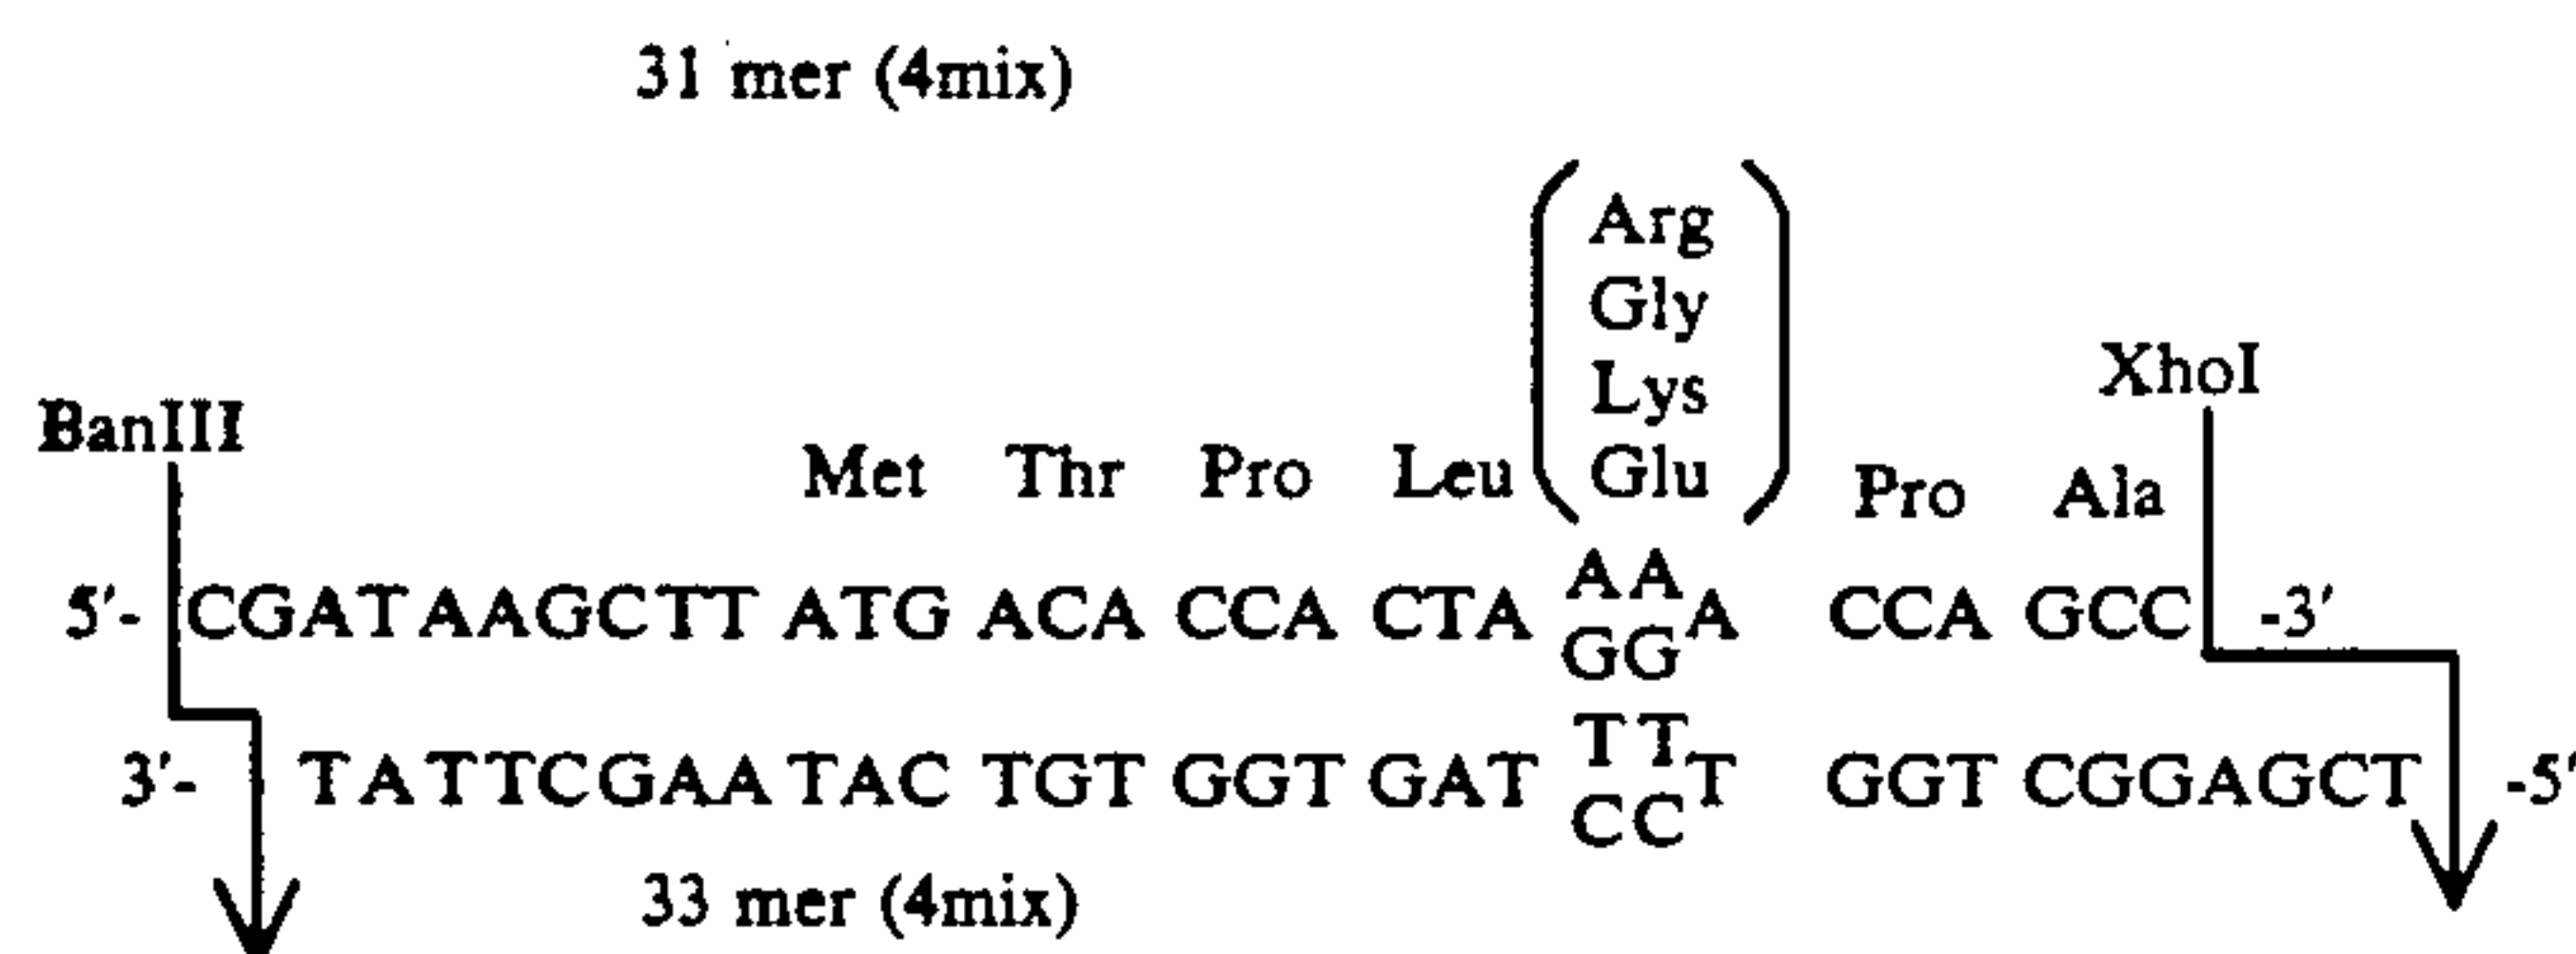 31 mer (4mix)
Arg
Gly
Lys
Glu
XhoI
BanIII
Met Thr Pro Leu Pro Ala
AA
5'- CGATAAGCTT ATG ACA CCA CTA A CCA GCC -3'
GG
TT
3'- TATTCGAA TAC TGT GGT GAT T GGT CGGAGCT -5'
CC
33 mer (4mix)